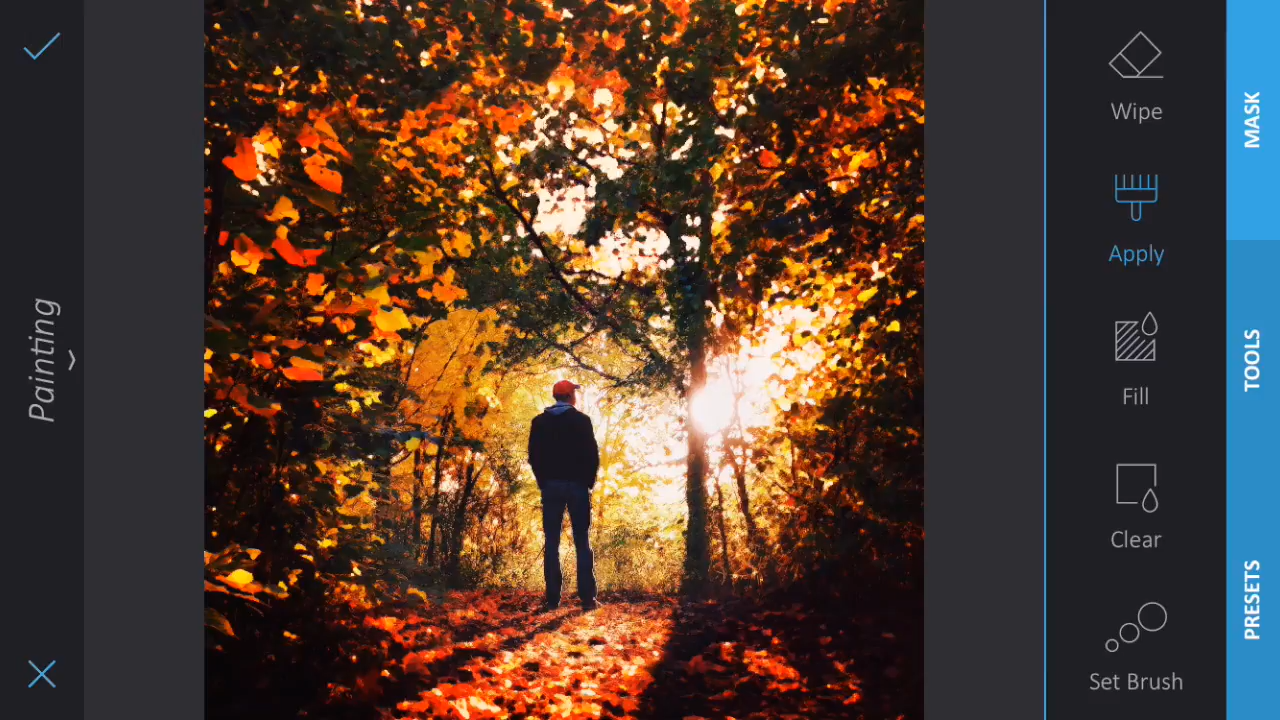 Painting
Wipe
Apply
Fill
Clear
Set Brush
MASK
TOOLS
PRESETS